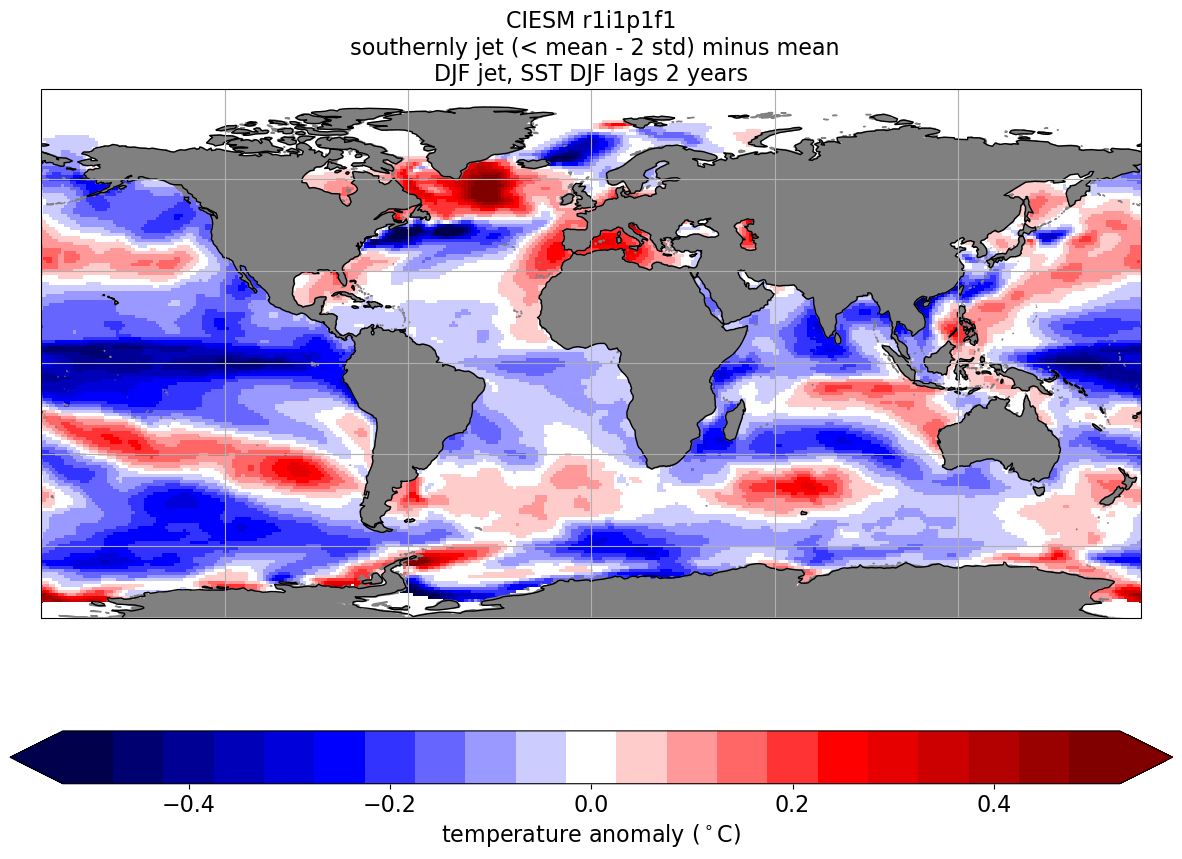 CIESM r1i1p1f1
southernly jet (< mean - 2 std) minus mean
DJF jet, SST DJF lags 2 years
−0.4 −0.2 0.0 0.2 0.4
temperature anomaly (°C)